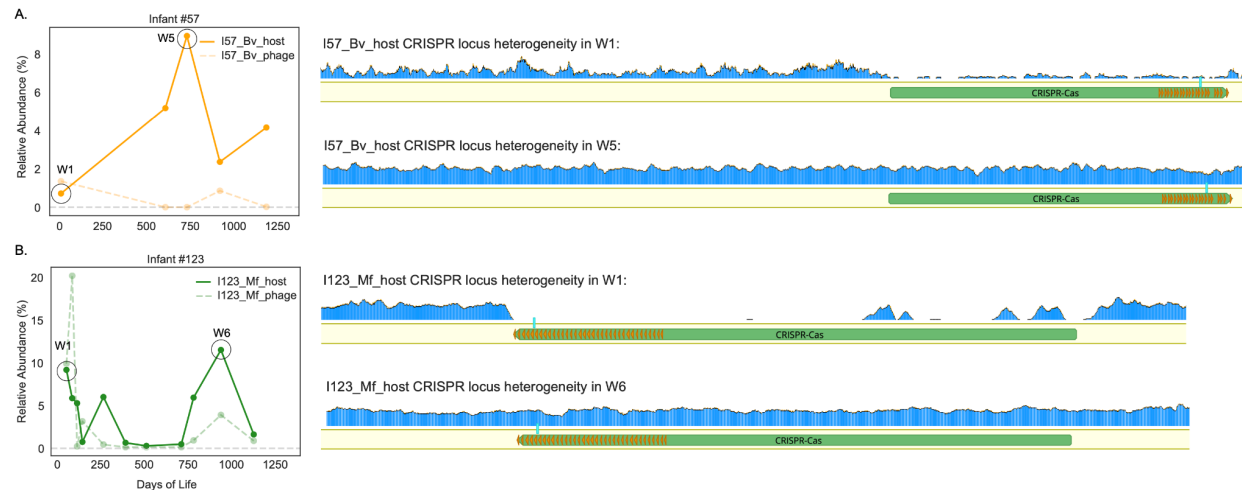 A.
Infant #57
Relative Abundance (%)
8
6
4
2
0
W5
W1
I57_Bv_host
I57_Bv_phage
0 250 500 750 1000 1250
I57_Bv_host CRISPR locus heterogeneity in W1:
CRISPR-Cas
I57_Bv_host CRISPR locus heterogeneity in W5:
CRISPR-Cas
B.
Infant #123
Relative Abundance (%)
20
15
10
5
0
W1
W6
I123_Mf_host
I123_Mf_phage
0 250 500 750 1000 1250
Days of Life
I123_Mf_host CRISPR locus heterogeneity in W1:
CRISPR-Cas
I123_Mf_host CRISPR locus heterogeneity in W6
CRISPR-Cas